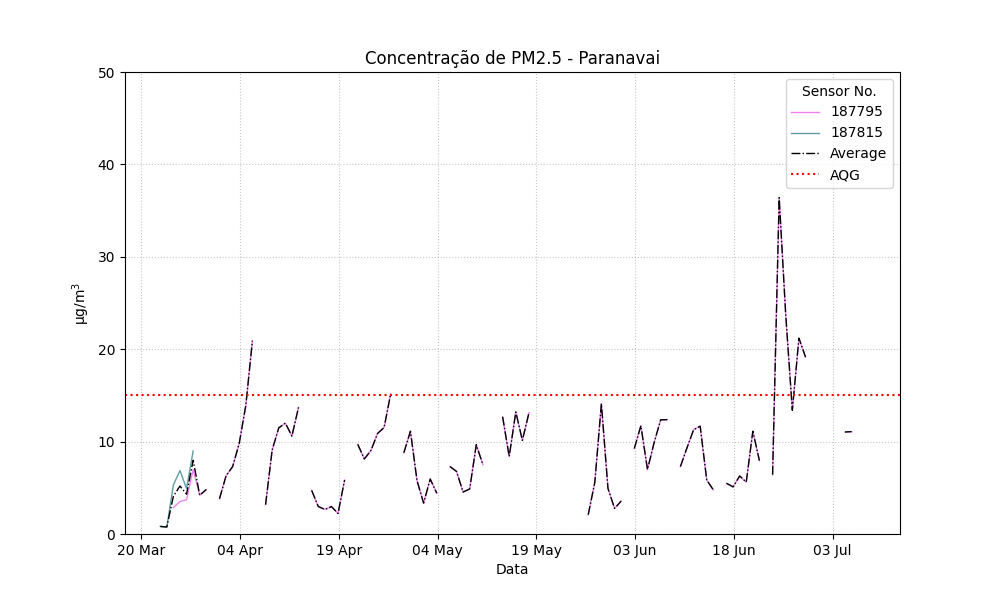 Concentração de PM2.5 - Paranavai
50
40
30
20
10
0
µg/m³
Sensor No.
187795
187815
Average
AQG
20 Mar
04 Apr
19 Apr
04 May
19 May
03 Jun
18 Jun
03 Jul
Data